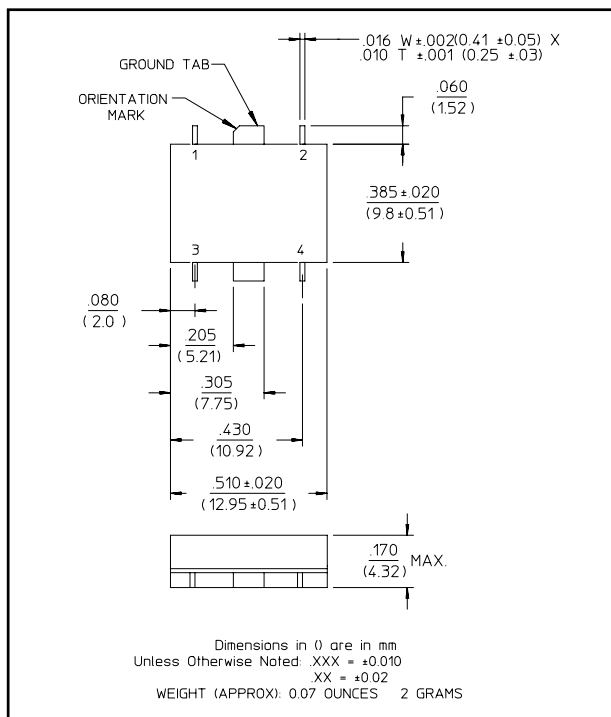 .016 W ±.002(0.41 ±0.05) X
.010 T ±.001 (0.25 ±.03)
GROUND TAB
ORIENTATION
MARK
.060
(1.52)
1
2
.385±.020
(9.8 ±0.51)
3
4
.080
( 2.0 )
.205
( 5.21)
.305
(7.75)
.430
(10.92)
.510±.020
(12.95 ±0.51)
.170
(4.32)
MAX.
Dimensions in () are in mm
Unless Otherwise Noted: .XXX = ±0.010
.XX = ±0.02
WEIGHT (APPROX): 0.07 OUNCES 2 GRAMS